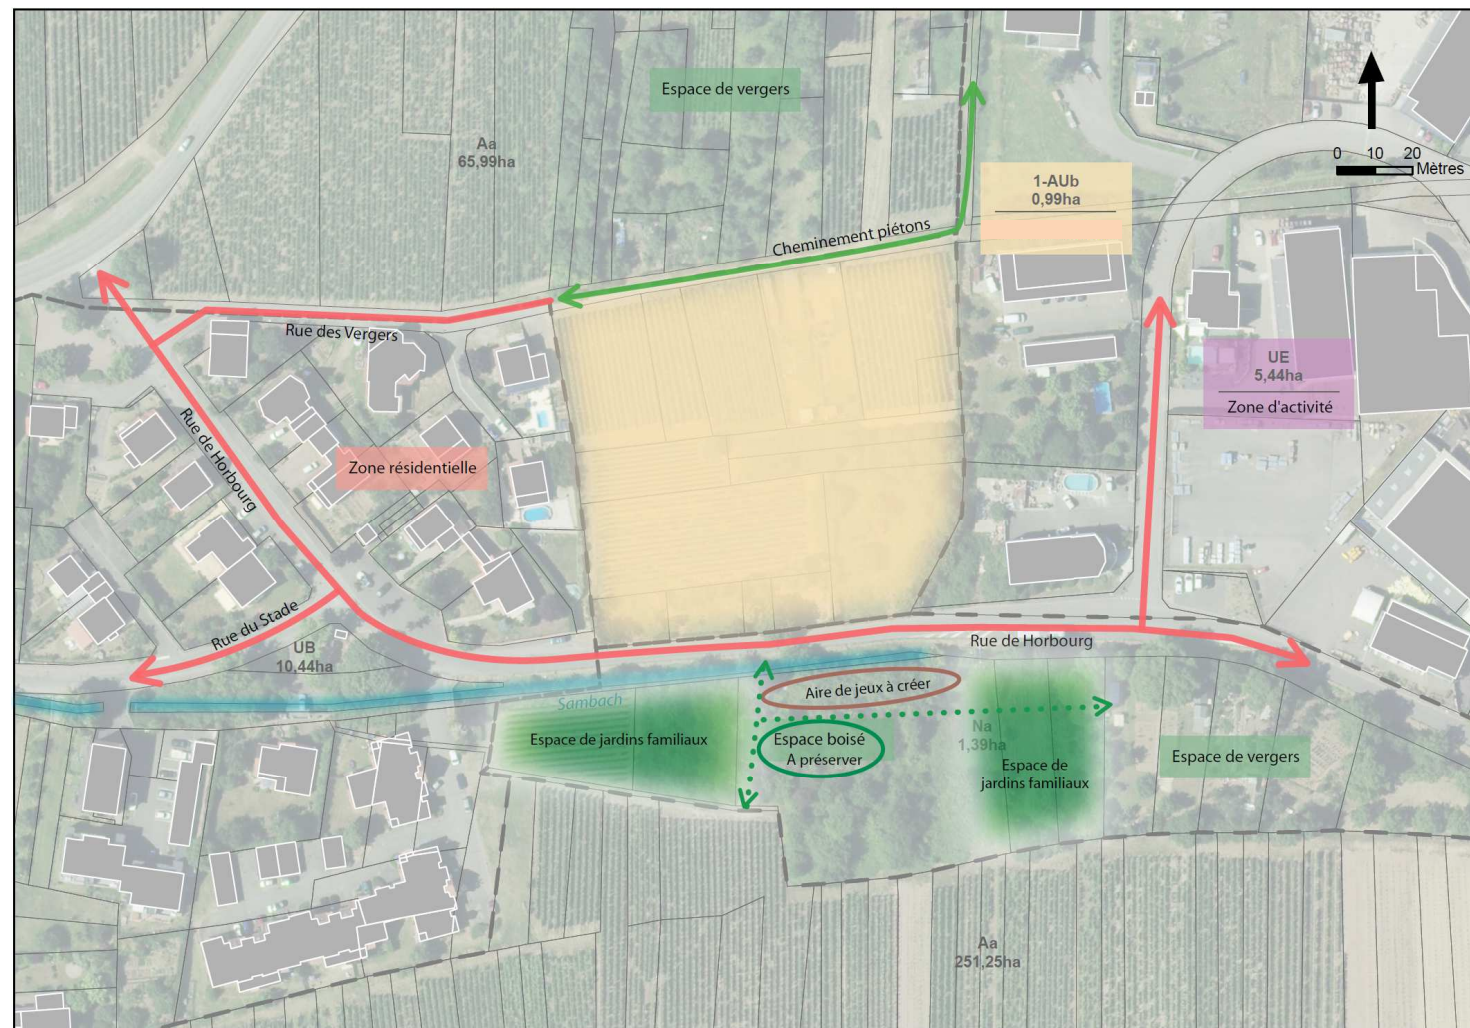 Espace de vergers
Aa
65,99ha
0 10 20
Mètres
1-AUb
0,99ha
Cheminement piétons
Rue des Vergers
UE
5,44ha
Zone d'activité
Rue de Horbourg
Zone résidentielle
Rue du Stade
UB
10,44ha
Rue de Horbourg
Aire de jeux à créer
Sambach
Espace de jardins familiaux
Espace boisé
A préserver
Na
1,39ha
Espace de
jardins familiaux
Espace de vergers
Aa
251,25ha